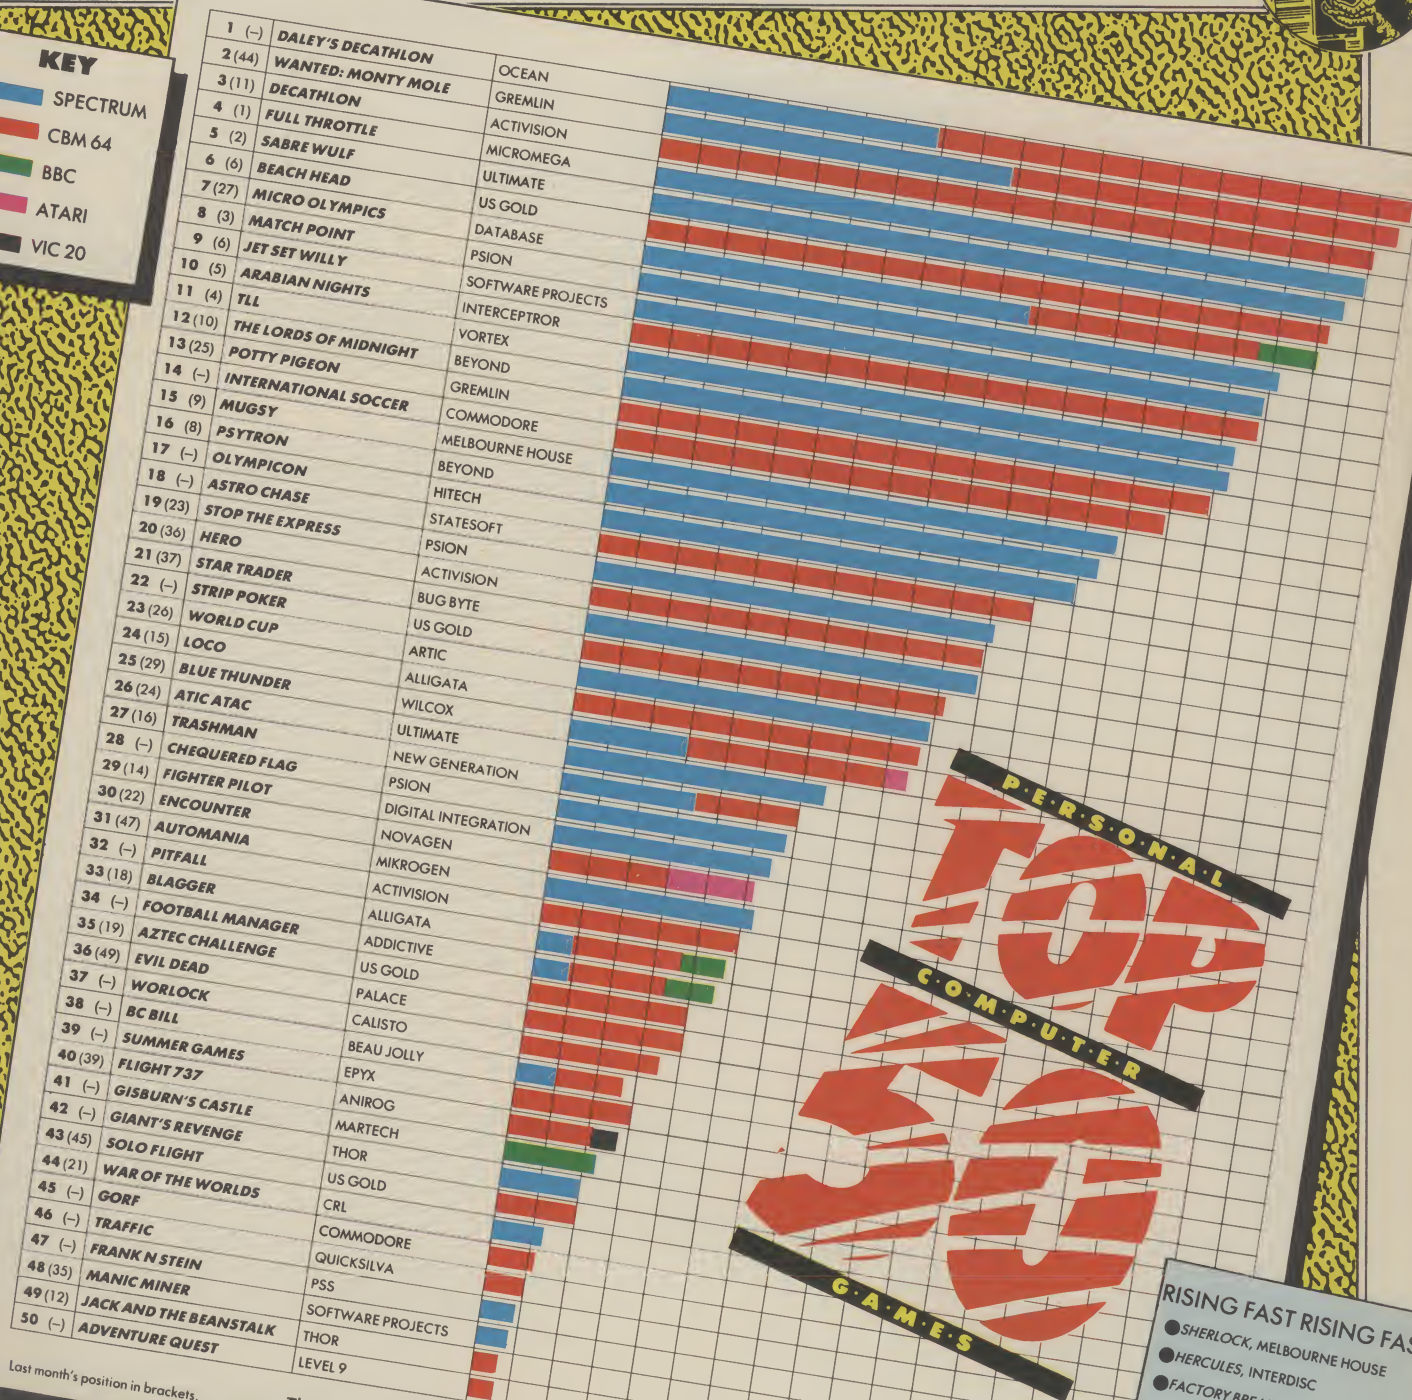 KEY
SPECTRUM
CBM 64
BBC
ATARI
VIC 20
1 (–) DALEY'S DECATHLON OCEAN
2 (44) WANTED: MONTY MOLE GREMLIN
3 (11) DECATHLON ACTIVISION
4 (1) FULL THROTTLE MICROMEGA
5 (2) SABRE WULF ULTIMATE
6 (6) BEACH HEAD US GOLD
7 (27) MICRO OLYMPICS DATABASE
8 (3) MATCH POINT PSION
9 (6) JET SET WILLY SOFTWARE PROJECTS
10 (5) ARABIAN NIGHTS INTERCEPTROR
11 (4) TLL VORTEX
12 (10) THE LORDS OF MIDNIGHT BEYOND
13 (25) POTTY PIGEON GREMLIN
14 (–) INTERNATIONAL SOCCER COMMODORE
15 (9) MUGSY MELBOURNE HOUSE
16 (8) PSYTRON BEYOND
17 (–) OLYMPICON HITECH
18 (–) ASTRO CHASE STATESOFT
19 (23) STOP THE EXPRESS PSION
20 (36) HERO ACTIVISION
21 (37) STAR TRADER BUG BYTE
22 (–) STRIP POKER US GOLD
23 (26) WORLD CUP ARTIC
24 (15) LOCO ALLIGATA
25 (29) BLUE THUNDER WILCOX
26 (24) ATIC ATAC ULTIMATE
27 (16) TRASHMAN NEW GENERATION
28 (–) CHEQUERED FLAG PSION
29 (14) FIGHTER PILOT DIGITAL INTEGRATION
30 (22) ENCOUNTER NOVAGEN
31 (47) AUTOMANIA MIKROGEN
32 (–) PITFALL ACTIVISION
33 (18) BLAGGER ALLIGATA
34 (–) FOOTBALL MANAGER ADDICTIVE
35 (19) AZTEC CHALLENGE US GOLD
36 (49) EVIL DEAD PALACE
37 (–) WORLOCK CALISTO
38 (–) BC BILL BEAU JOLLY
39 (–) SUMMER GAMES EPYX
40 (39) FLIGHT 737 ANIROG
41 (–) GISBURN'S CASTLE MARTECH
42 (–) GIANT'S REVENGE THOR
43 (45) SOLO FLIGHT US GOLD
44 (21) WAR OF THE WORLDS CRL
45 (–) GORF COMMODORE
46 (–) TRAFFIC QUICKSILVA
47 (–) FRANK N STEIN PSS
48 (35) MANIC MINER SOFTWARE PROJECTS
49 (12) JACK AND THE BEANSTALK THOR
50 (–) ADVENTURE QUEST LEVEL 9
Last month's position in brackets.
P·E·R·S·O·N·A·L
TOP
C·O·M·P·U·T·E·R
50
G·A·M·E·S
RISING FAST RISING
●SHERLOCK, MELBOURNE HOUSE
●HERCULES, INTERDISC
●FACTORY